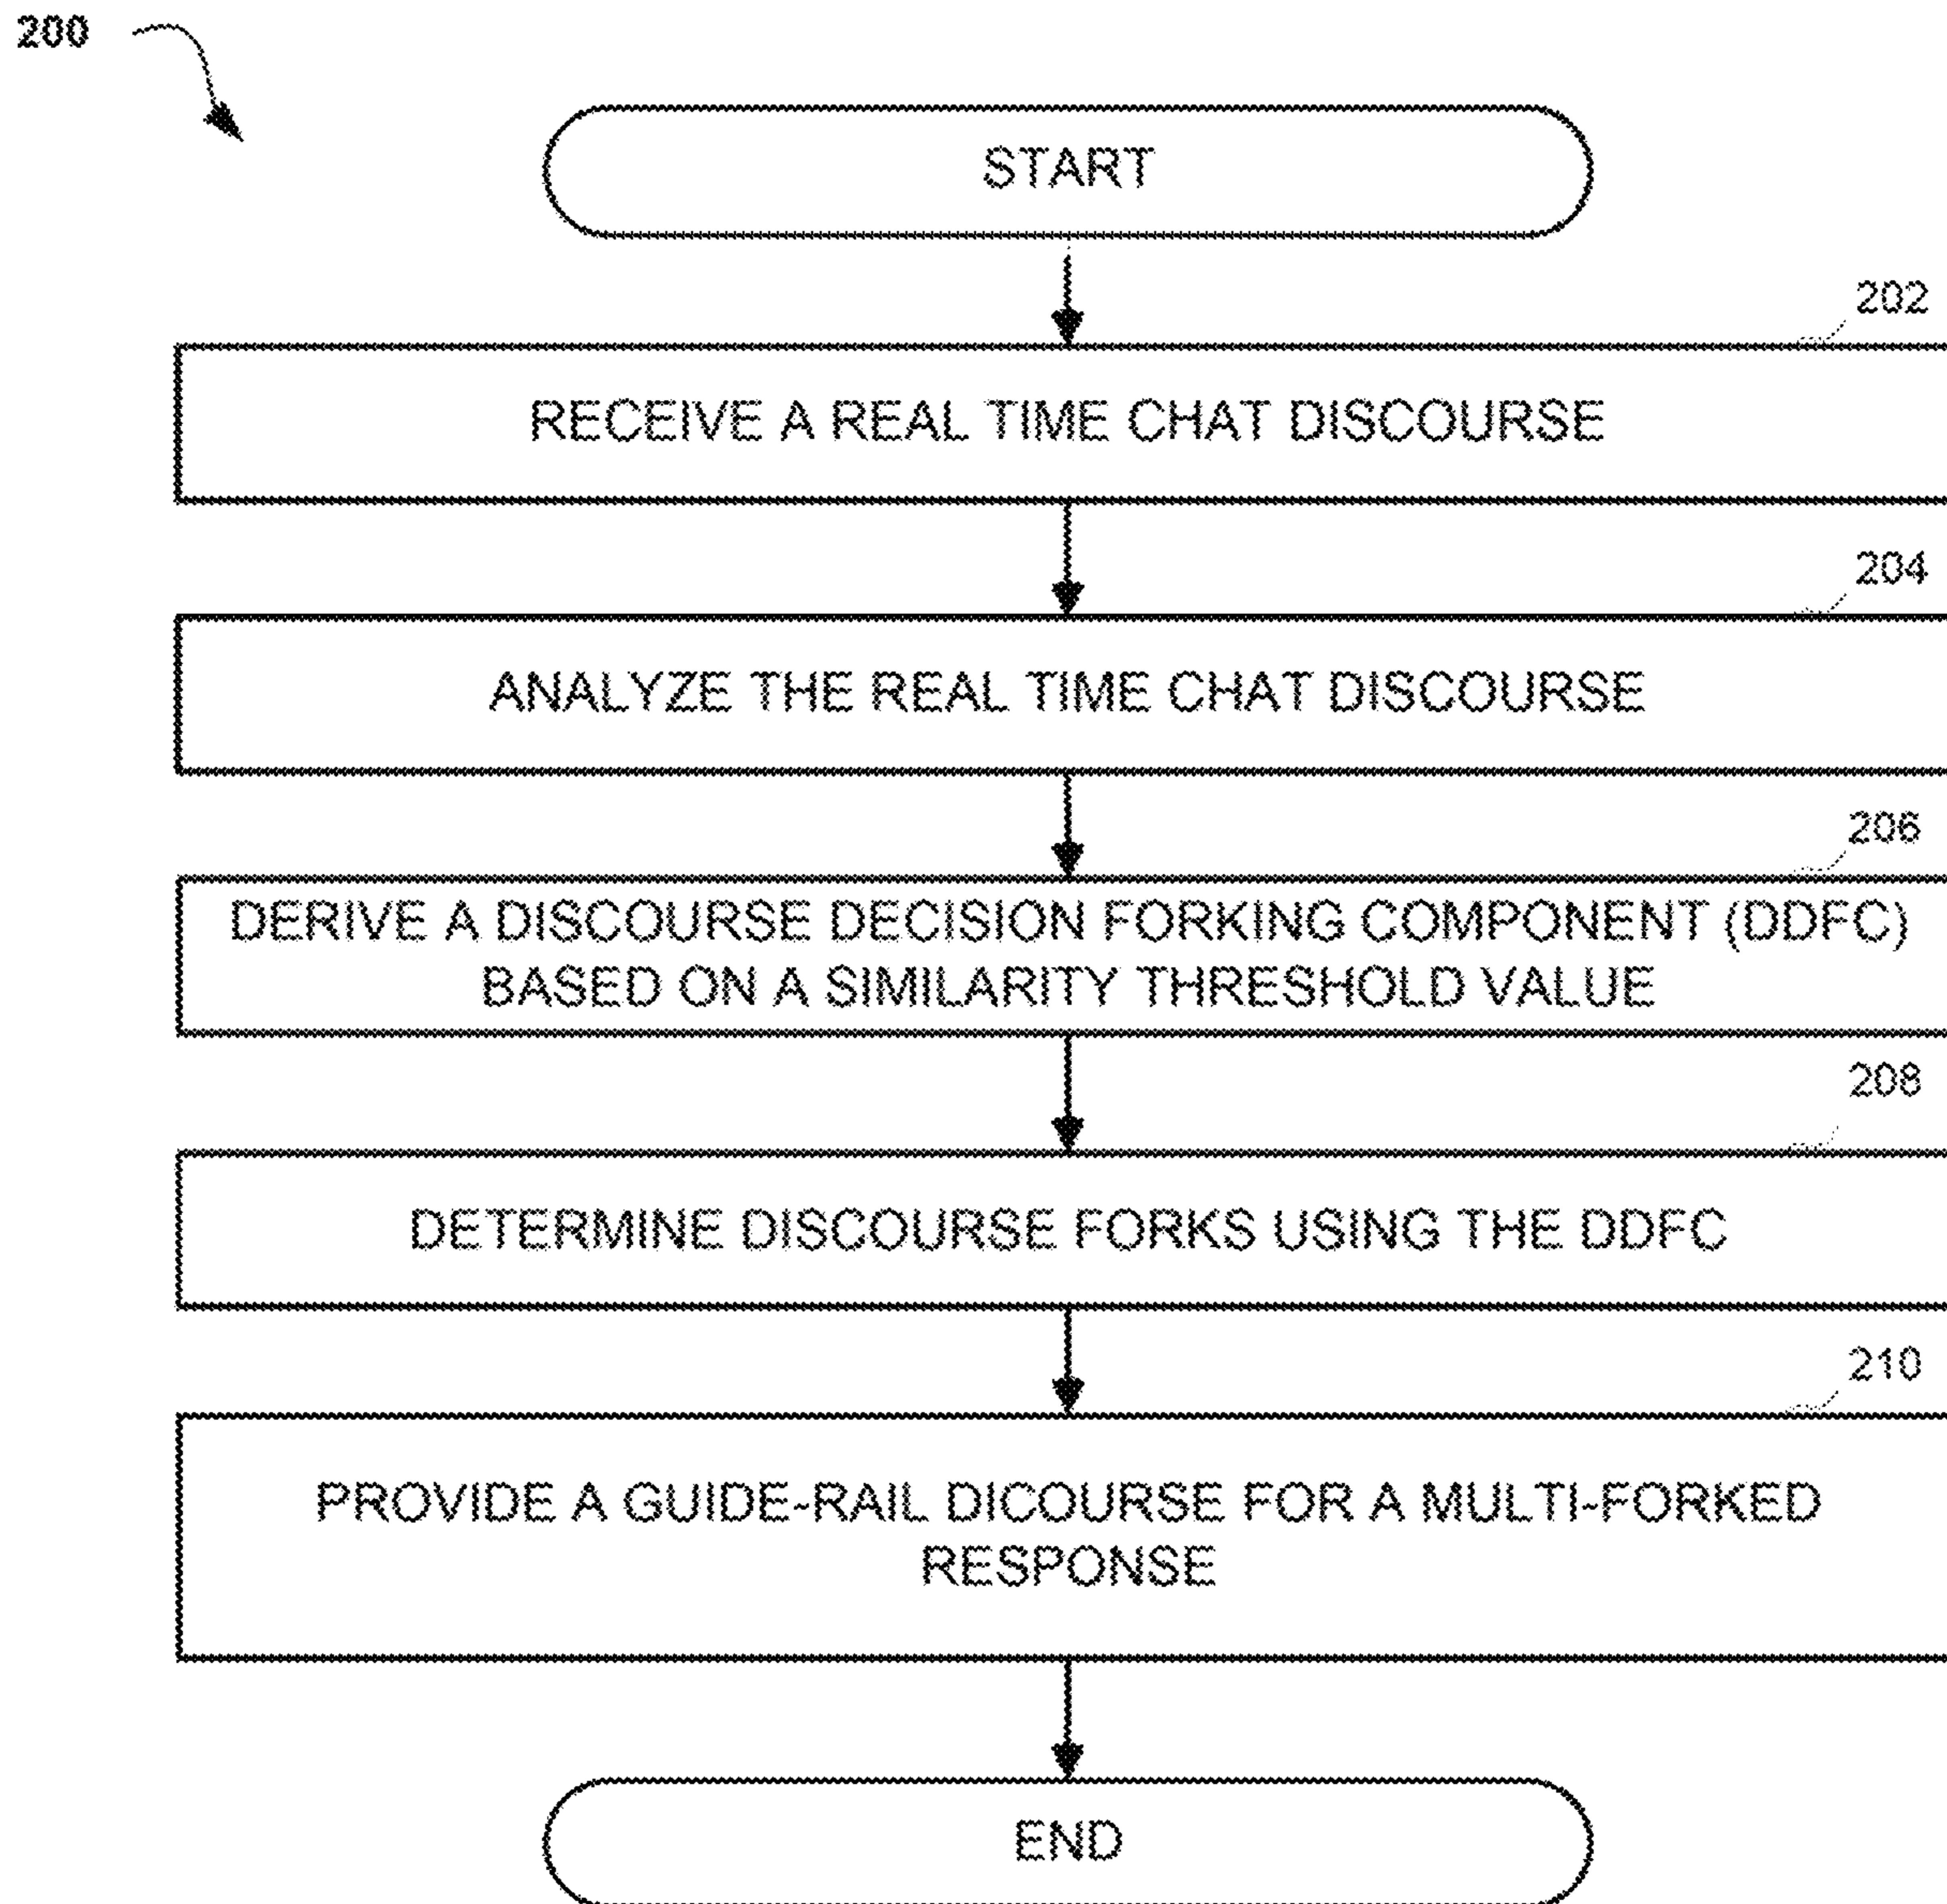 200
START
202
RECEIVE A REAL TIME CHAT DISCOURSE
204
ANALYZE THE REAL TIME CHAT DISCOURSE
206
DERIVE A DISCOURSE DECISION FORKING COMPONENT (DDFC)
BASED ON A SIMILARITY THRESHOLD VALUE
208
DETERMINE DISCOURSE FORKS USING THE DDFC
210
PROVIDE A GUIDE-RAIL DICOURSE FOR A MULTI-FORKED
RESPONSE
END